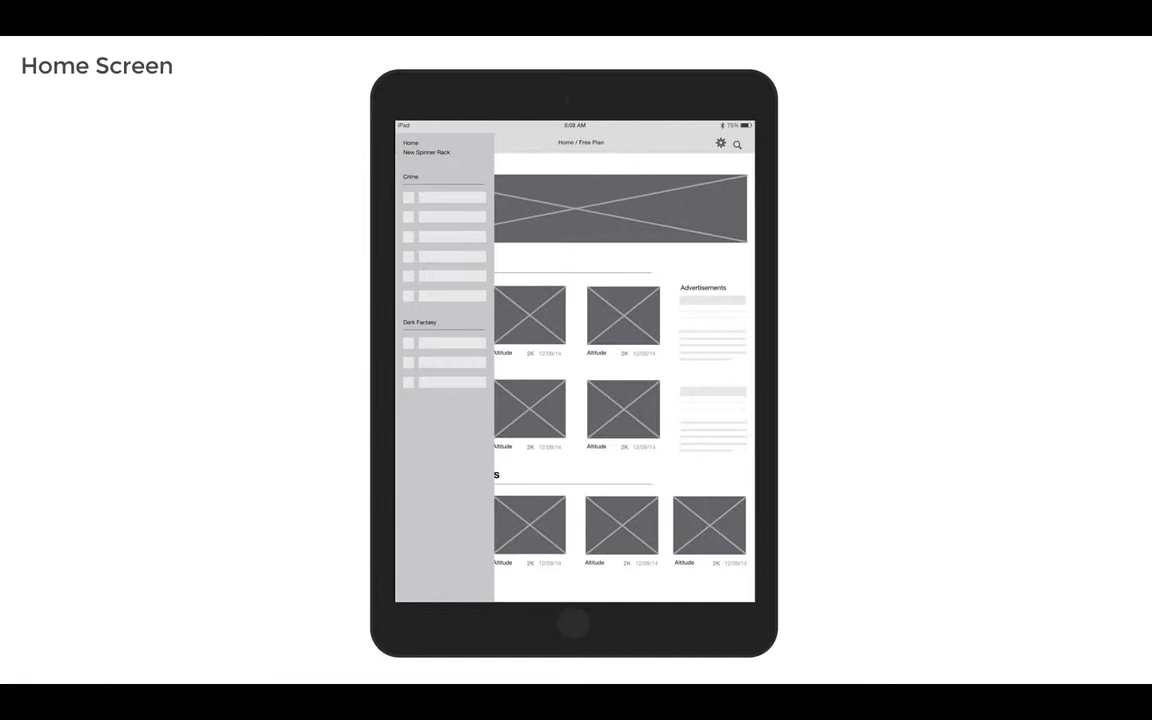 Home Screen
iPad 8:08 AM 75%
Home / Free Plan
Home
New Spinner Rack
Crime
Dark Fantasy
Advertisements
Altitude 2K 12/09/14
Altitude 2K 12/09/14
Altitude 2K 12/09/14
Altitude 2K 12/09/14
s
Altitude 2K 12/09/14
Altitude 2K 12/09/14
Altitude 2K 12/09/14